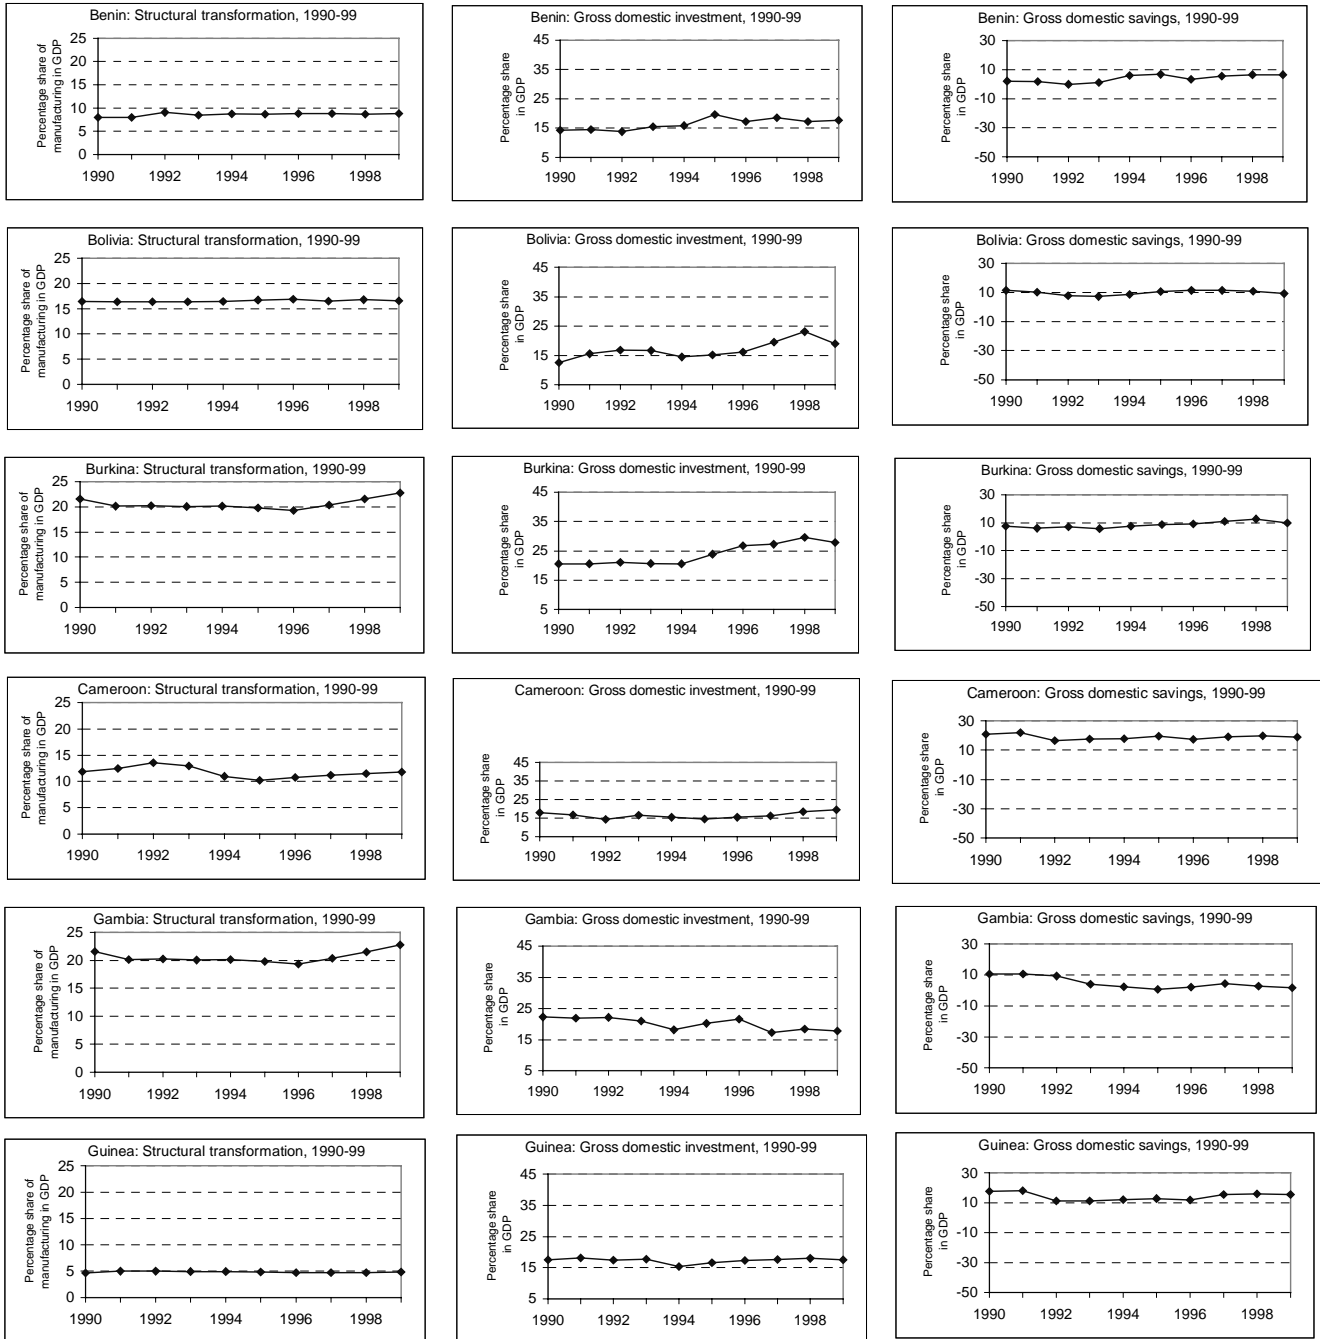 Benin: Structural transformation, 1990-99
Percentage share of
manufacturing in GDP
25
20
15
10
5
0
1990 1992 1994 1996 1998
Benin: Gross domestic investment, 1990-99
Percentage share
in GDP
45
35
25
15
5
1990 1992 1994 1996 1998
Benin: Gross domestic savings, 1990-99
Percentage share
in GDP
30
10
-10
-30
-50
1990 1992 1994 1996 1998
Bolivia: Structural transformation, 1990-99
Percentage share of
manufacturing in GDP
25
20
15
10
5
0
1990 1992 1994 1996 1998
Bolivia: Gross domestic investment, 1990-99
Percentage share
in GDP
45
35
25
15
5
1990 1992 1994 1996 1998
Bolivia: Gross domestic savings, 1990-99
Percentage share
in GDP
30
10
-10
-30
-50
1990 1992 1994 1996 1998
Burkina: Structural transformation, 1990-99
Percentage share of
manufacturing in GDP
25
20
15
10
5
0
1990 1992 1994 1996 1998
Burkina: Gross domestic investment, 1990-99
Percentage share
in GDP
45
35
25
15
5
1990 1992 1994 1996 1998
Burkina: Gross domestic savings, 1990-99
Percentage share
in GDP
30
10
-10
-30
-50
1990 1992 1994 1996 1998
Cameroon: Structural transformation, 1990-99
Percentage share of
manufacturing in GDP
25
20
15
10
5
0
1990 1992 1994 1996 1998
Cameroon: Gross domestic investment, 1990-99
Percentage share
in GDP
45
35
25
15
5
1990 1992 1994 1996 1998
Cameroon: Gross domestic savings, 1990-99
Percentage share
in GDP
30
10
-10
-30
-50
1990 1992 1994 1996 1998
Gambia: Structural transformation, 1990-99
Percentage share of
manufacturing in GDP
25
20
15
10
5
0
1990 1992 1994 1996 1998
Gambia: Gross domestic investment, 1990-99
Percentage share
in GDP
45
35
25
15
5
1990 1992 1994 1996 1998
Gambia: Gross domestic savings, 1990-99
Percentage share
in GDP
30
10
-10
-30
-50
1990 1992 1994 1996 1998
Guinea: Structural transformation, 1990-99
Percentage share of
manufacturing in GDP
25
20
15
10
5
0
1990 1992 1994 1996 1998
Guinea: Gross domestic investment, 1990-99
Percentage share
in GDP
45
35
25
15
5
1990 1992 1994 1996 1998
Guinea: Gross domestic savings, 1990-99
Percentage share
in GDP
30
10
-10
-30
-50
1990 1992 1994 1996 1998